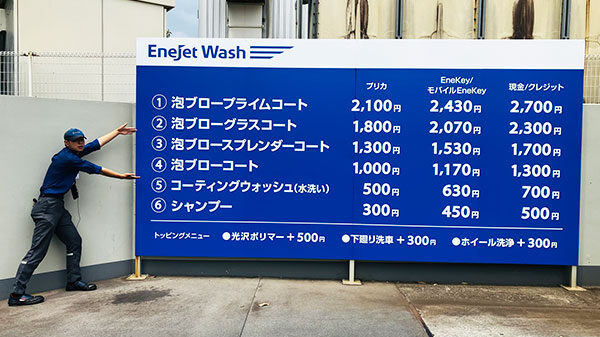 EneJet Wash
プリカ EneKey/モバイルEneKey 現金/クレジット
① 泡ブロープライムコート 2,100円 2,430円 2,700円
② 泡ブローグラスコート 1,800円 2,070円 2,300円
③ 泡ブロースプレンダーコート 1,300円 1,530円 1,700円
④ 泡ブローコート 1,000円 1,170円 1,300円
⑤ コーティングウォッシュ(水洗い) 500円 630円 700円
⑥ シャンプー 300円 450円 500円
トッピングメニュー ●光沢ポリマー+500円 ●下廻り洗車+300円 ●ホイール洗浄+300円